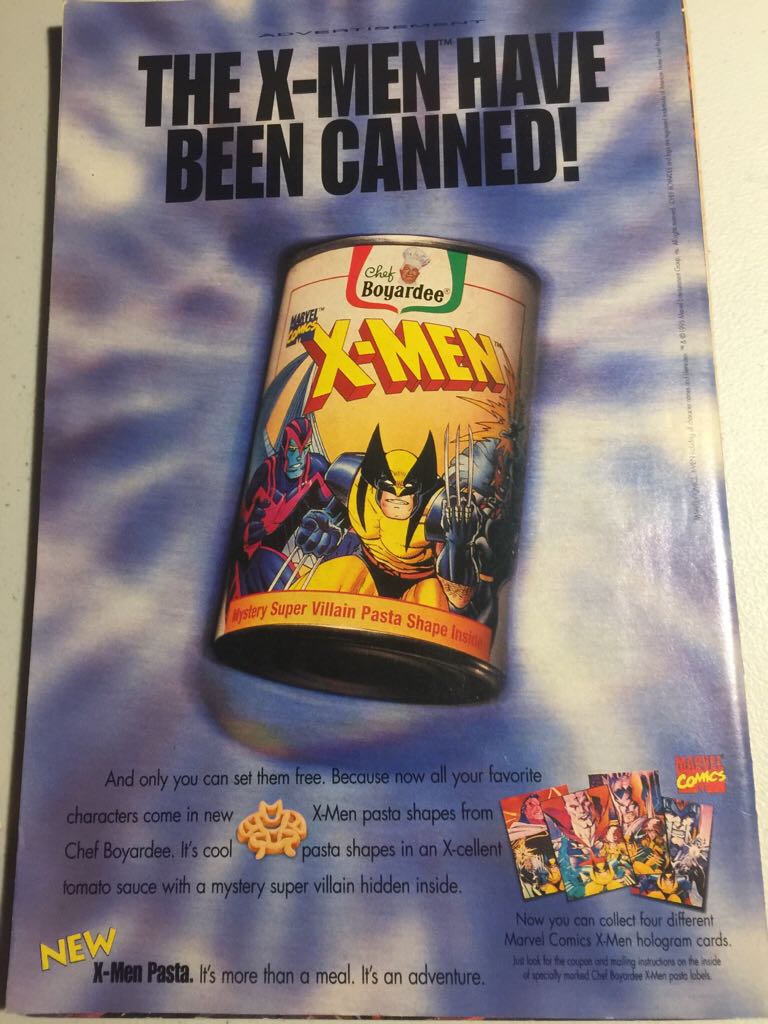 ADVERTISEMENT
THE X-MEN™ HAVE
BEEN CANNED!
Chef
Boyardee®
MARVEL™
COMICS
X-MEN™
Mystery Super Villain Pasta Shape Inside
And only you can set them free. Because now all your favorite
characters come in new X-Men pasta shapes from
Chef Boyardee. It's cool pasta shapes in an X-cellent
tomato sauce with a mystery super villain hidden inside.
MARVEL
COMICS
Now you can collect four different
Marvel Comics X-Men hologram cards.
Just look for the coupon and mailing instructions on the inside
of specially marked Chef Boyardee X-Men pasta labels.
NEW
X-Men Pasta. It's more than a meal. It's an adventure.